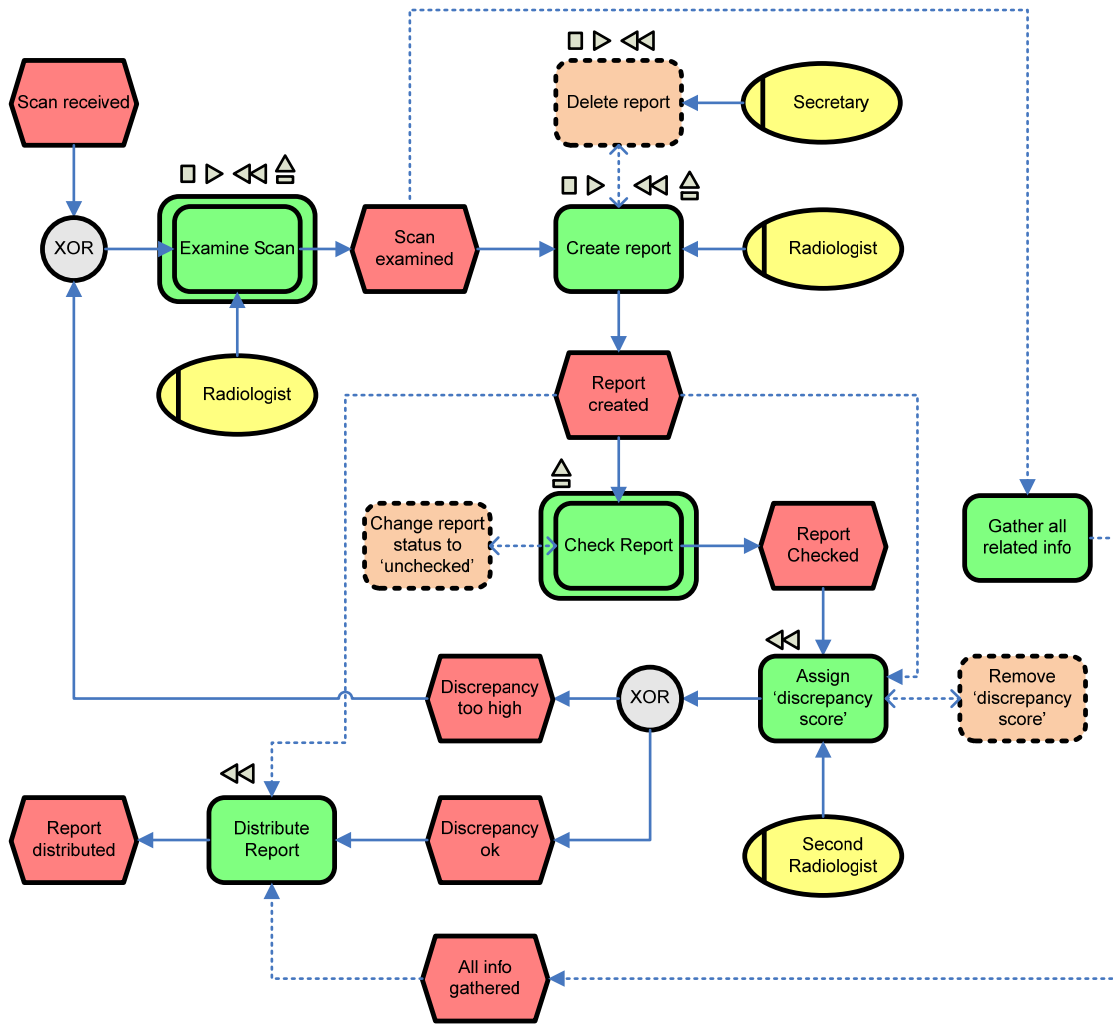 Scan received
Delete report
Secretary
XOR
Examine Scan
Scan
examined
Create report
Radiologist
Radiologist
Report
created
Change report
status to
‘unchecked’
Check Report
Report
Checked
Gather all
related info
Discrepancy
too high
XOR
Assign
‘discrepancy
score’
Remove
‘discrepancy
score’
Report
distributed
Distribute
Report
Discrepancy
ok
Second
Radiologist
All info
gathered